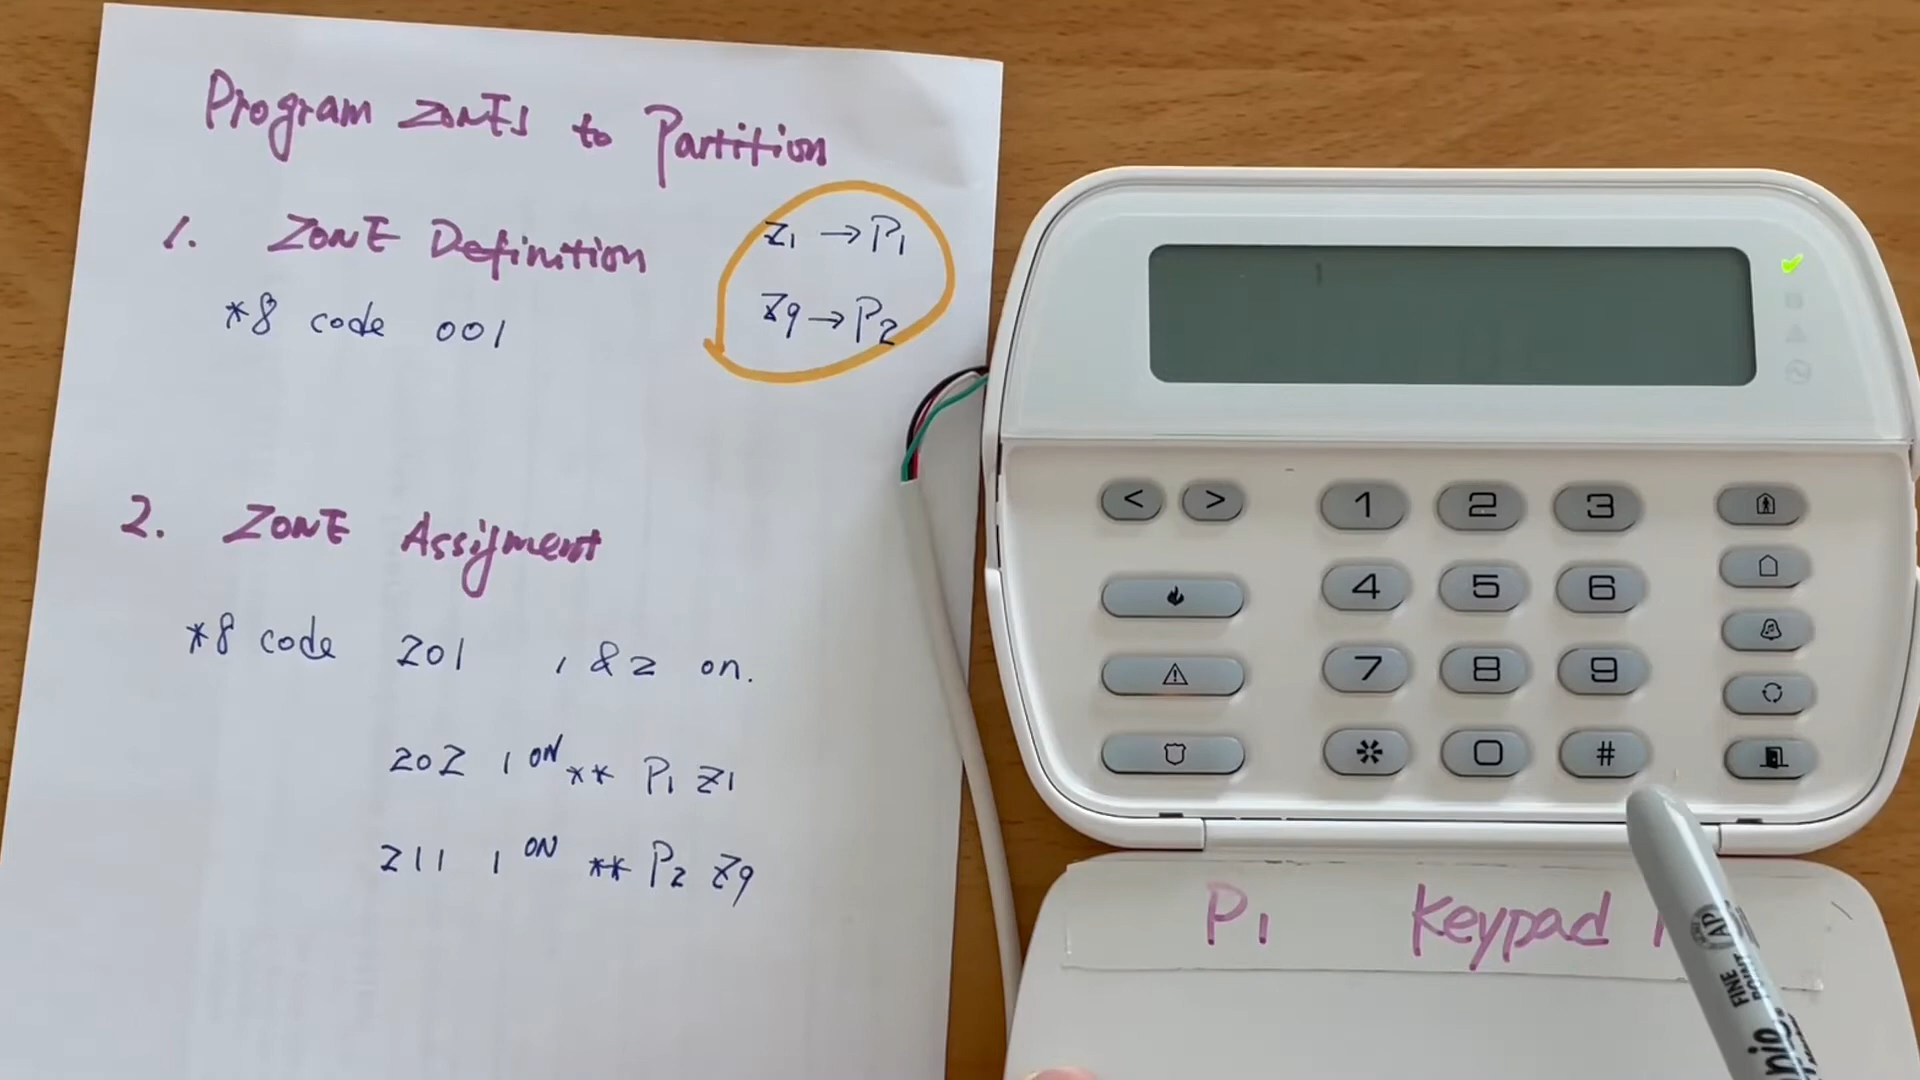 Program ZONES to Partition
1. ZONE Definition
Z1 → P1
*8 code 001
Z9 → P2
2. ZONE Assigment
*8 code 201 1 & 2 on.
202 1 ON ** P1 Z1
211 1 ON ** P2 Z9
< > 1 2 3
4 5 6
7 8 9
* 0 #
P1 Keypad
AP
FINE
POINT